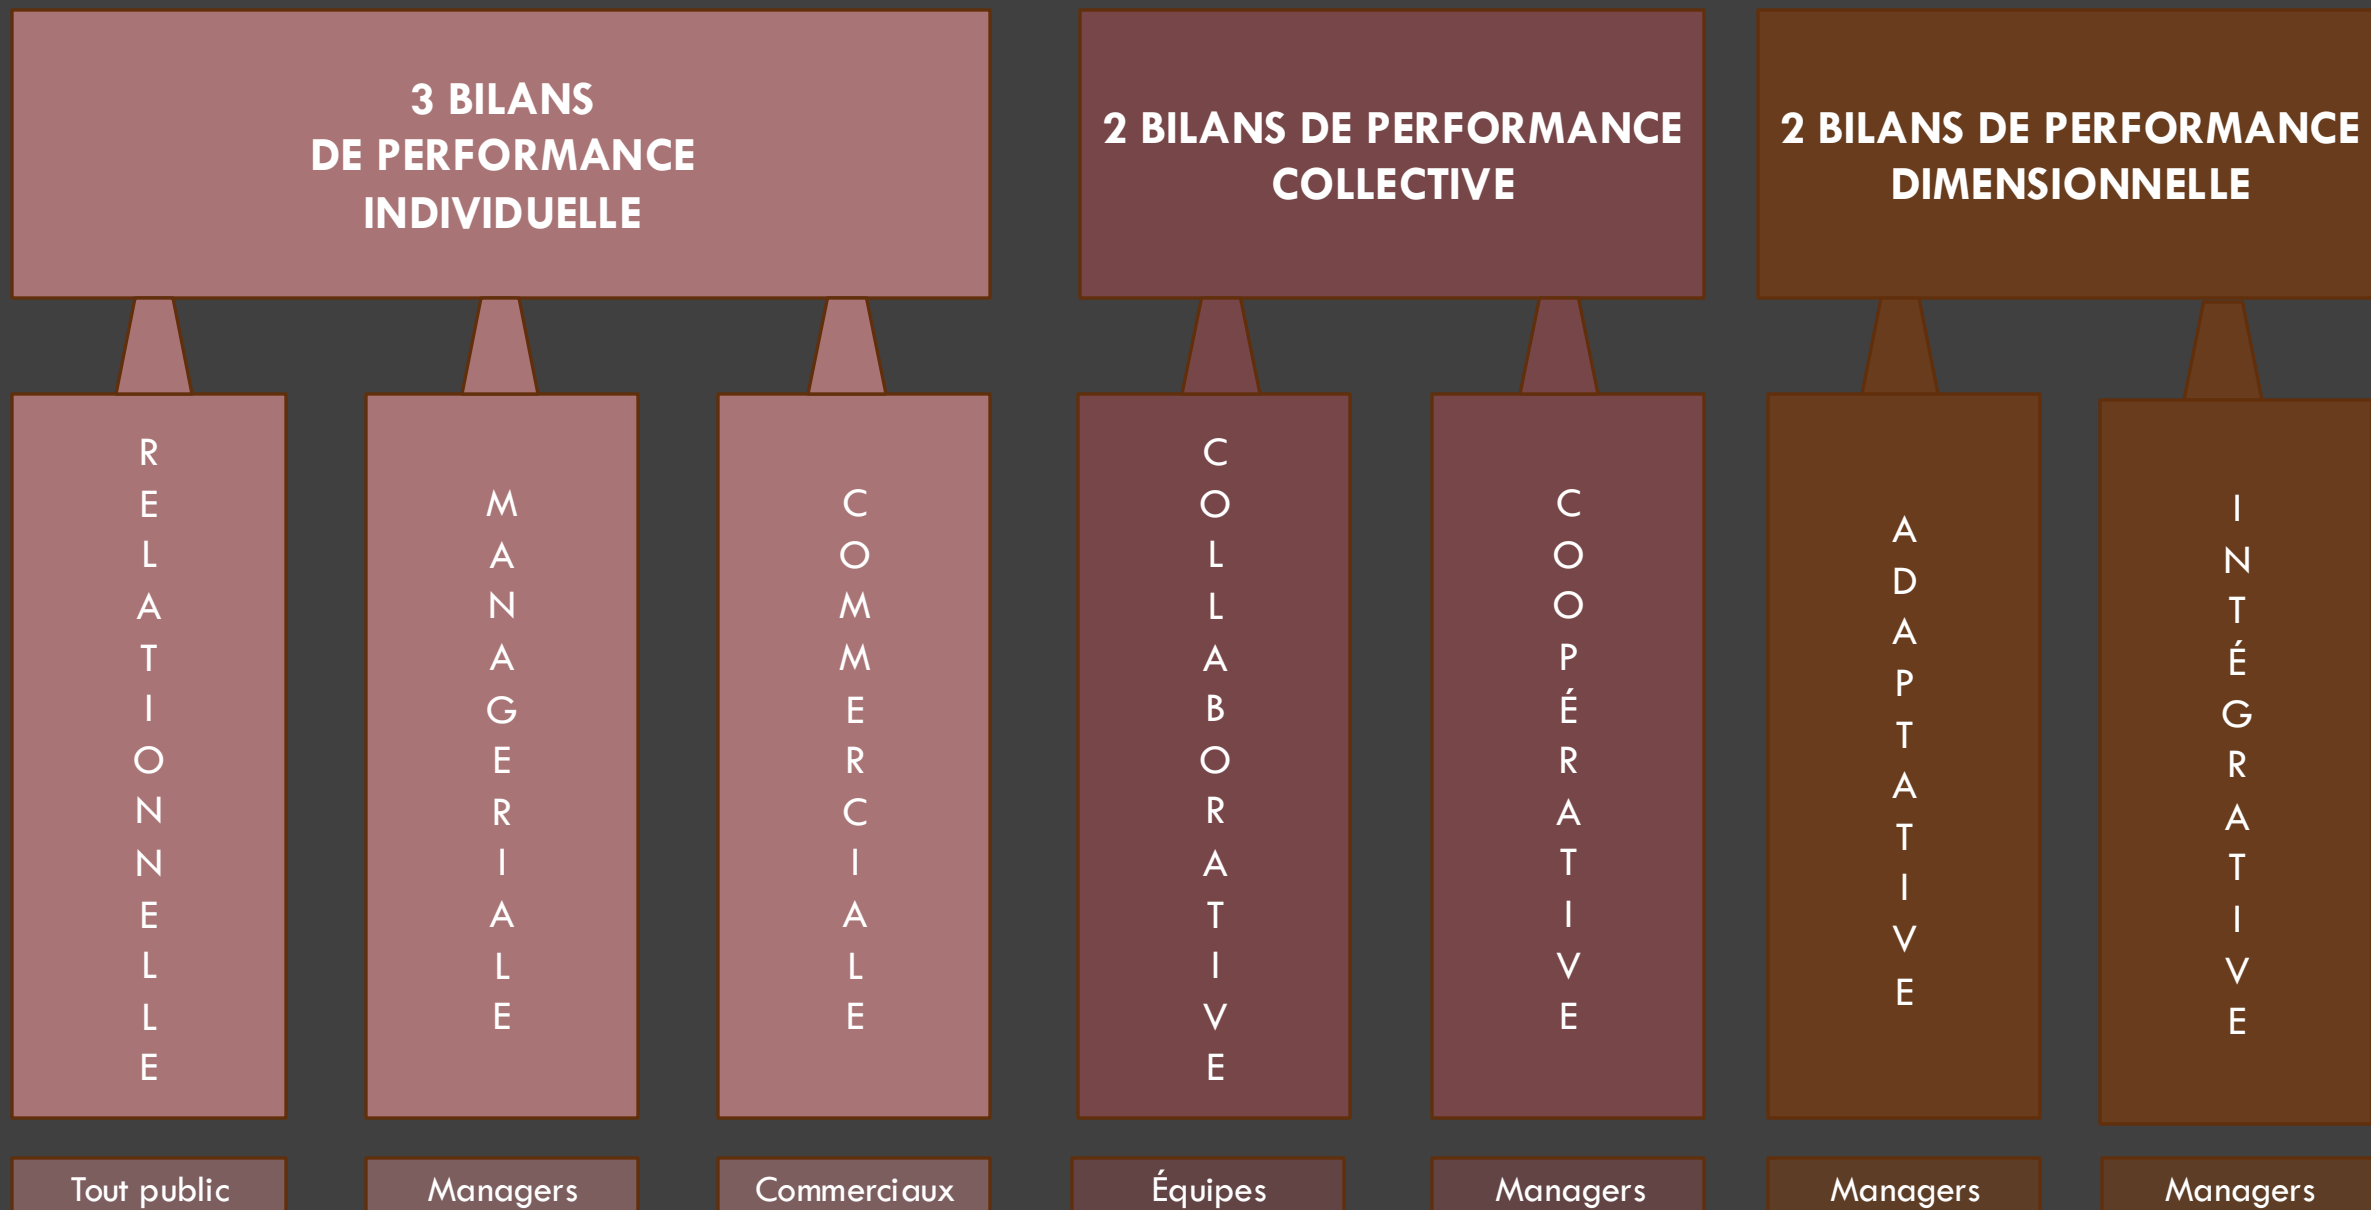 3 BILANS
DE PERFORMANCE
INDIVIDUELLE
2 BILANS DE PERFORMANCE
COLLECTIVE
2 BILANS DE PERFORMANCE
DIMENSIONNELLE
RELATIONNELLE
MANAGERIALE
COMMERCIALE
COLLABORATIVE
COOPÉRATIVE
ADAPTATIVE
INTÉGRATIVE
Tout public
Managers
Commerciaux
Équipes
Managers
Managers
Managers